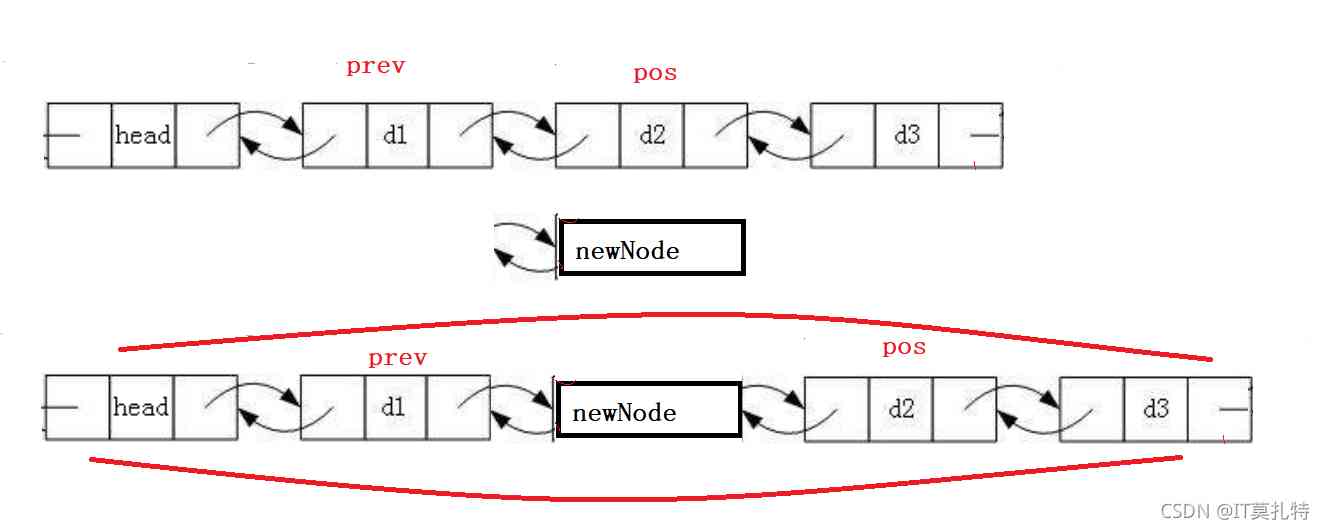 prev pos
head d1 d2 d3
newNode
prev pos
head d1 newNode d2 d3
CSDN @IT莫扎特